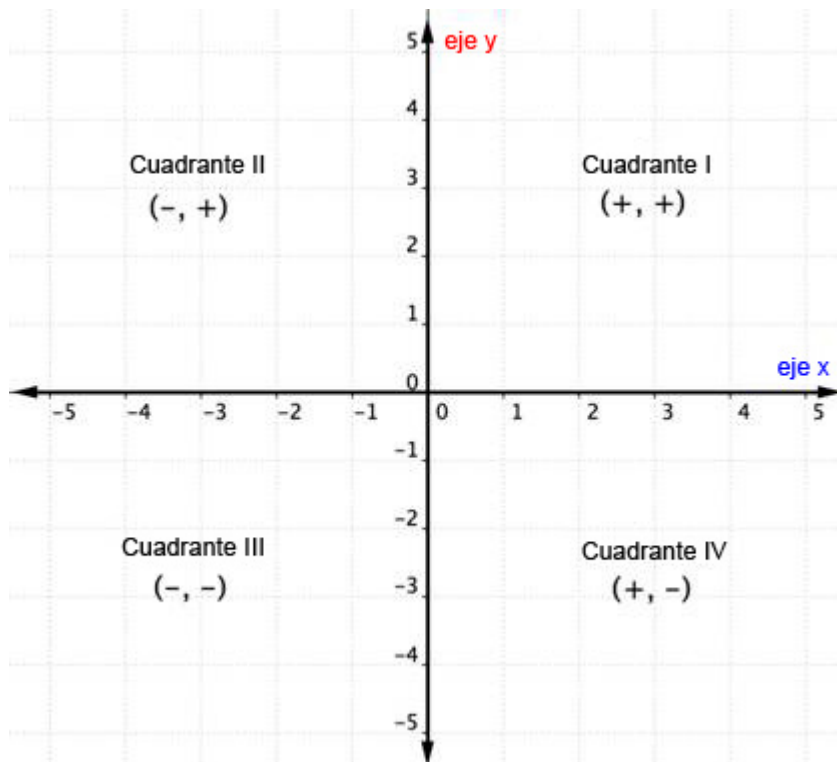 eje y
5
4
Cuadrante II
Cuadrante I
3
(–, +)
(+, +)
2
1
eje x
0
–5 –4 –3 –2 –1 0 1 2 3 4 5
–1
–2
Cuadrante III
Cuadrante IV
(–, –)
(+, –)
–3
–4
–5